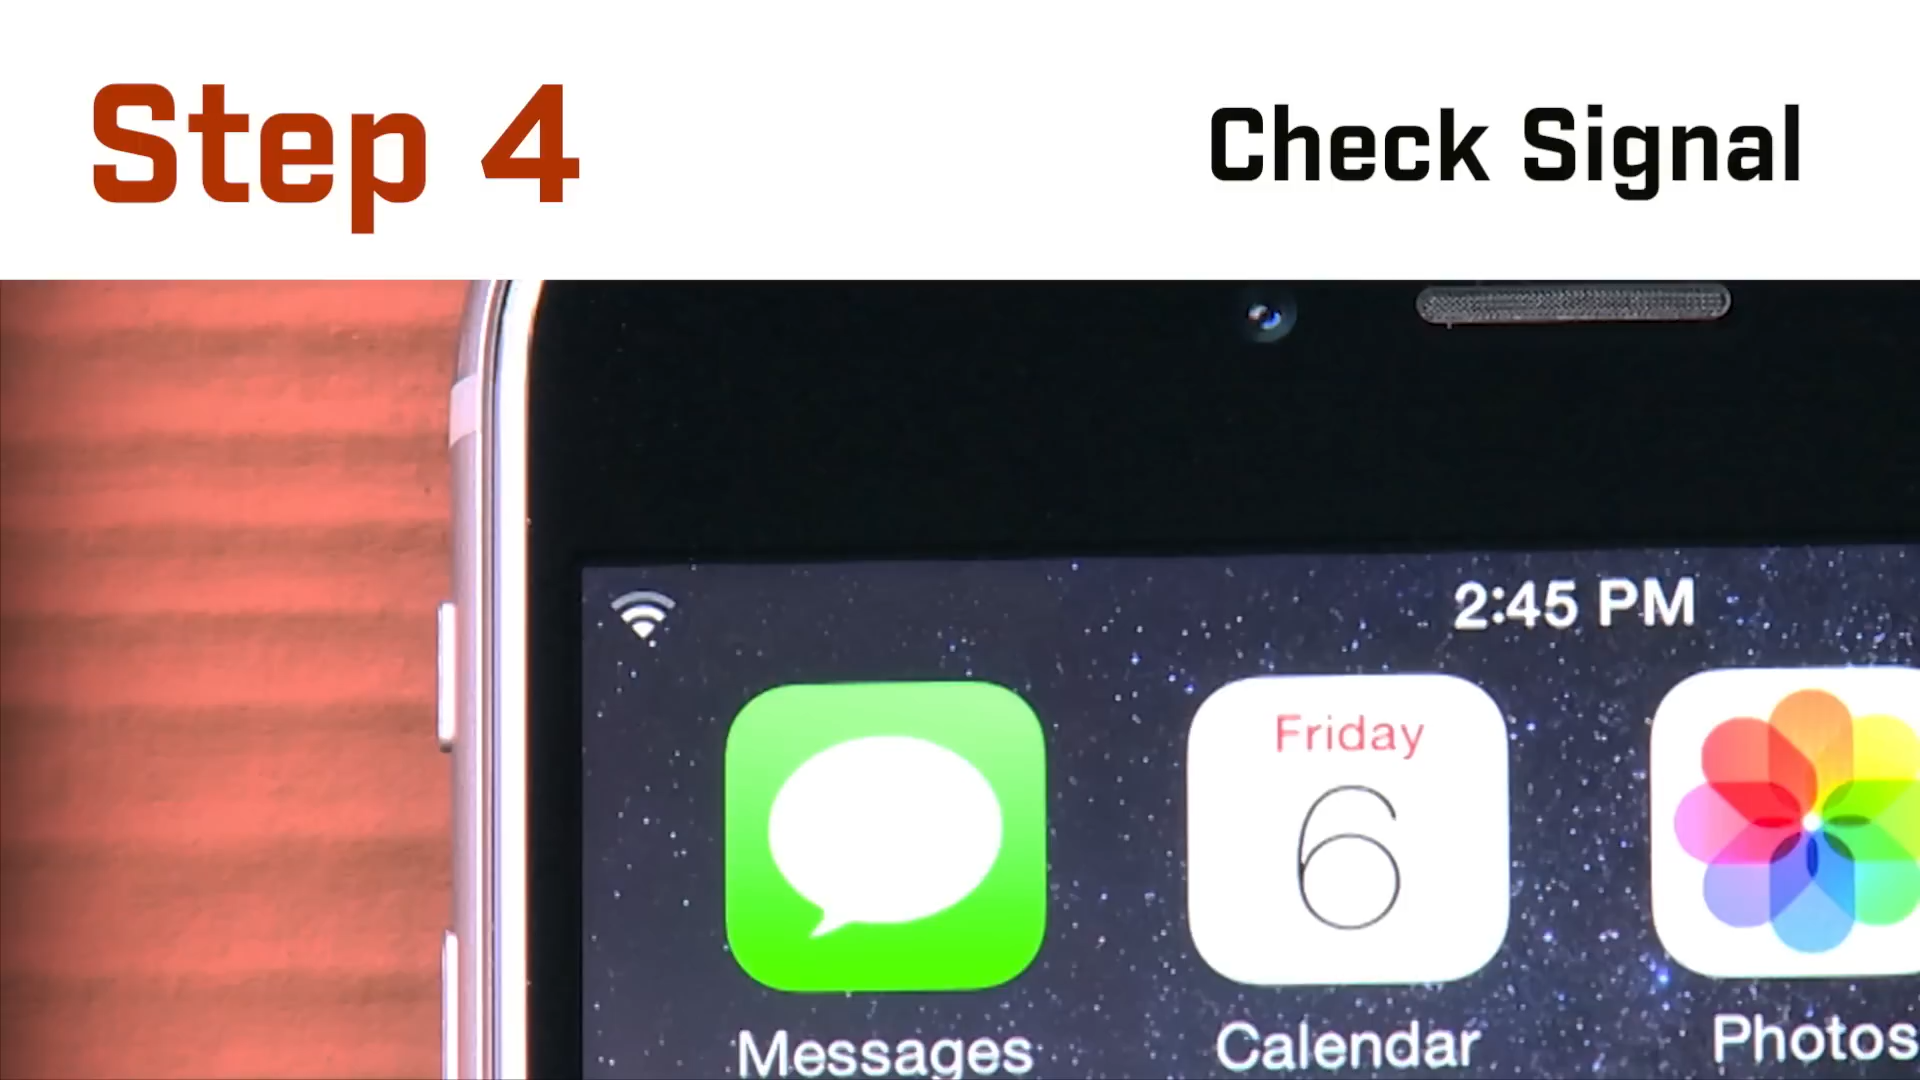 Step 4
Check Signal
2:45 PM
Friday
6
Messages
Calendar
Photos